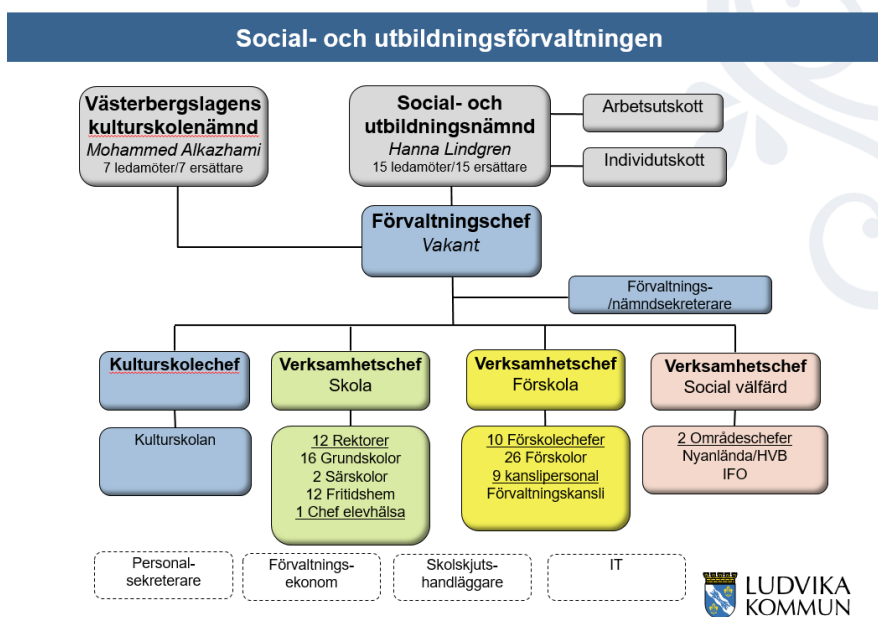 Social- och utbildningsförvaltningen
Västerbergslagens
kulturskolenämnd
Mohammed Alkazhami
7 ledamöter/7 ersättare
Social- och
utbildningsnämnd
Hanna Lindgren
15 ledamöter/15 ersättare
Arbetsutskott
Individutskott
Förvaltningschef
Vakant
Förvaltnings-
/nämndsekreterare
Kulturskolechef
Verksamhetschef
Skola
Verksamhetschef
Förskola
Verksamhetschef
Social välfärd
Kulturskolan
12 Rektorer
16 Grundskolor
2 Särskolor
12 Fritidshem
1 Chef elevhälsa
10 Förskolechefer
26 Förskolor
9 kanslipersonal
Förvaltningskansli
2 Områdeschefer
Nyanlända/HVB
IFO
Personal-
sekreterare
Förvaltnings-
ekonom
Skolskjuts-
handläggare
IT
LUDVIKA
KOMMUN